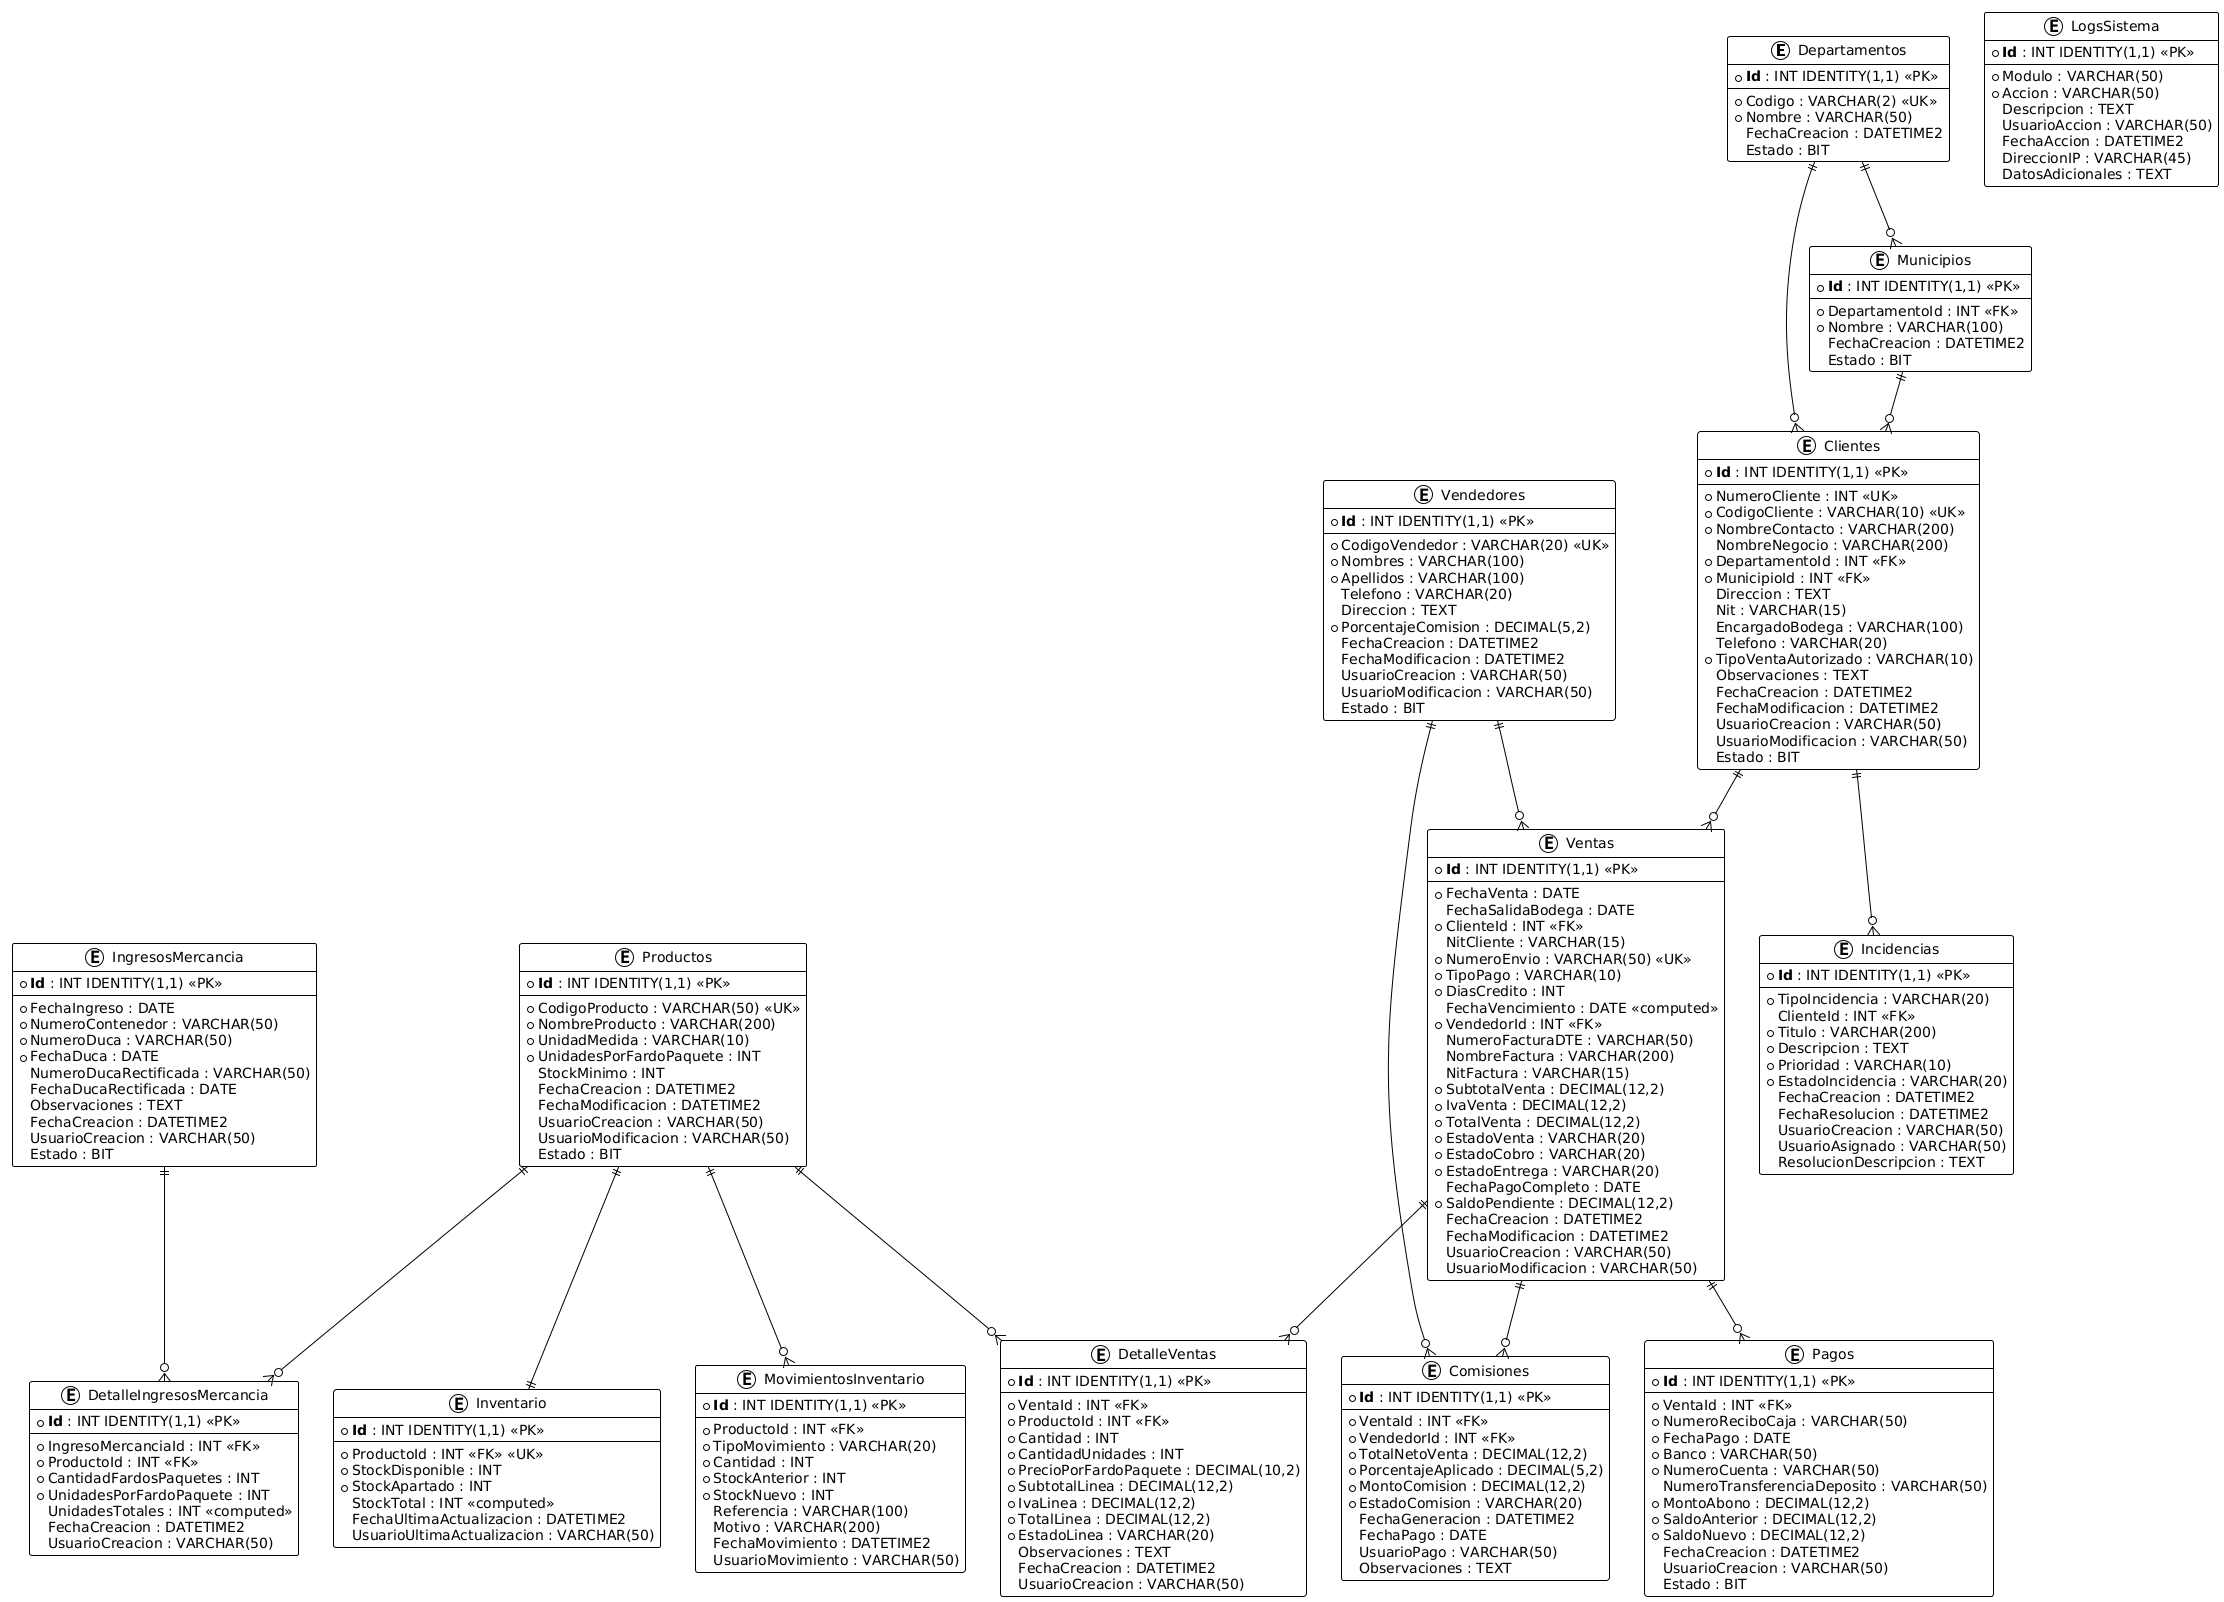 E LogsSistema
Id : INT IDENTITY(1,1) «PK»
Modulo : VARCHAR(50)
Accion : VARCHAR(50)
Descripcion : TEXT
UsuarioAccion : VARCHAR(50)
FechaAccion : DATETIME2
DireccionIP : VARCHAR(45)
DatosAdicionales : TEXT
E Departamentos
Id : INT IDENTITY(1,1) «PK»
Codigo : VARCHAR(2) «UK»
Nombre : VARCHAR(50)
FechaCreacion : DATETIME2
Estado : BIT
E Municipios
Id : INT IDENTITY(1,1) «PK»
DepartamentoId : INT «FK»
Nombre : VARCHAR(100)
FechaCreacion : DATETIME2
Estado : BIT
E Clientes
Id : INT IDENTITY(1,1) «PK»
NumeroCliente : INT «UK»
CodigoCliente : VARCHAR(10) «UK»
NombreContacto : VARCHAR(200)
NombreNegocio : VARCHAR(200)
DepartamentoId : INT «FK»
MunicipioId : INT «FK»
Direccion : TEXT
Nit : VARCHAR(15)
EncargadoBodega : VARCHAR(100)
Telefono : VARCHAR(20)
TipoVentaAutorizado : VARCHAR(10)
Observaciones : TEXT
FechaCreacion : DATETIME2
FechaModificacion : DATETIME2
UsuarioCreacion : VARCHAR(50)
UsuarioModificacion : VARCHAR(50)
Estado : BIT
E Vendedores
Id : INT IDENTITY(1,1) «PK»
CodigoVendedor : VARCHAR(20) «UK»
Nombres : VARCHAR(100)
Apellidos : VARCHAR(100)
Telefono : VARCHAR(20)
Direccion : TEXT
PorcentajeComision : DECIMAL(5,2)
FechaCreacion : DATETIME2
FechaModificacion : DATETIME2
UsuarioCreacion : VARCHAR(50)
UsuarioModificacion : VARCHAR(50)
Estado : BIT
E Ventas
Id : INT IDENTITY(1,1) «PK»
FechaVenta : DATE
FechaSalidaBodega : DATE
ClienteId : INT «FK»
NitCliente : VARCHAR(15)
NumeroEnvio : VARCHAR(50) «UK»
TipoPago : VARCHAR(10)
DiasCredito : INT
FechaVencimiento : DATE «computed»
VendedorId : INT «FK»
NumeroFacturaDTE : VARCHAR(50)
NombreFactura : VARCHAR(200)
NitFactura : VARCHAR(15)
SubtotalVenta : DECIMAL(12,2)
IvaVenta : DECIMAL(12,2)
TotalVenta : DECIMAL(12,2)
EstadoVenta : VARCHAR(20)
EstadoCobro : VARCHAR(20)
EstadoEntrega : VARCHAR(20)
FechaPagoCompleto : DATE
SaldoPendiente : DECIMAL(12,2)
FechaCreacion : DATETIME2
FechaModificacion : DATETIME2
UsuarioCreacion : VARCHAR(50)
UsuarioModificacion : VARCHAR(50)
E Incidencias
Id : INT IDENTITY(1,1) «PK»
TipoIncidencia : VARCHAR(20)
ClienteId : INT «FK»
Titulo : VARCHAR(200)
Descripcion : TEXT
Prioridad : VARCHAR(10)
EstadoIncidencia : VARCHAR(20)
FechaCreacion : DATETIME2
FechaResolucion : DATETIME2
UsuarioCreacion : VARCHAR(50)
UsuarioAsignado : VARCHAR(50)
ResolucionDescripcion : TEXT
E IngresosMercancia
Id : INT IDENTITY(1,1) «PK»
FechaIngreso : DATE
NumeroContenedor : VARCHAR(50)
NumeroDuca : VARCHAR(50)
FechaDuca : DATE
NumeroDucaRectificada : VARCHAR(50)
FechaDucaRectificada : DATE
Observaciones : TEXT
FechaCreacion : DATETIME2
UsuarioCreacion : VARCHAR(50)
Estado : BIT
E Productos
Id : INT IDENTITY(1,1) «PK»
CodigoProducto : VARCHAR(50) «UK»
NombreProducto : VARCHAR(200)
UnidadMedida : VARCHAR(10)
UnidadesPorFardoPaquete : INT
StockMinimo : INT
FechaCreacion : DATETIME2
FechaModificacion : DATETIME2
UsuarioCreacion : VARCHAR(50)
UsuarioModificacion : VARCHAR(50)
Estado : BIT
E DetalleIngresosMercancia
Id : INT IDENTITY(1,1) «PK»
IngresoMercanciaId : INT «FK»
ProductoId : INT «FK»
CantidadFardosPaquetes : INT
UnidadesPorFardoPaquete : INT
UnidadesTotales : INT «computed»
FechaCreacion : DATETIME2
UsuarioCreacion : VARCHAR(50)
E Inventario
Id : INT IDENTITY(1,1) «PK»
ProductoId : INT «FK» «UK»
StockDisponible : INT
StockApartado : INT
StockTotal : INT «computed»
FechaUltimaActualizacion : DATETIME2
UsuarioUltimaActualizacion : VARCHAR(50)
E MovimientosInventario
Id : INT IDENTITY(1,1) «PK»
ProductoId : INT «FK»
TipoMovimiento : VARCHAR(20)
Cantidad : INT
StockAnterior : INT
StockNuevo : INT
Referencia : VARCHAR(100)
Motivo : VARCHAR(200)
FechaMovimiento : DATETIME2
UsuarioMovimiento : VARCHAR(50)
E DetalleVentas
Id : INT IDENTITY(1,1) «PK»
VentaId : INT «FK»
ProductoId : INT «FK»
Cantidad : INT
CantidadUnidades : INT
PrecioPorFardoPaquete : DECIMAL(10,2)
SubtotalLinea : DECIMAL(12,2)
IvaLinea : DECIMAL(12,2)
TotalLinea : DECIMAL(12,2)
EstadoLinea : VARCHAR(20)
Observaciones : TEXT
FechaCreacion : DATETIME2
UsuarioCreacion : VARCHAR(50)
E Comisiones
Id : INT IDENTITY(1,1) «PK»
VentaId : INT «FK»
VendedorId : INT «FK»
TotalNetoVenta : DECIMAL(12,2)
PorcentajeAplicado : DECIMAL(5,2)
MontoComision : DECIMAL(12,2)
EstadoComision : VARCHAR(20)
FechaGeneracion : DATETIME2
FechaPago : DATE
UsuarioPago : VARCHAR(50)
Observaciones : TEXT
E Pagos
Id : INT IDENTITY(1,1) «PK»
VentaId : INT «FK»
NumeroReciboCaja : VARCHAR(50)
FechaPago : DATE
Banco : VARCHAR(50)
NumeroCuenta : VARCHAR(50)
NumeroTransferenciaDeposito : VARCHAR(50)
MontoAbono : DECIMAL(12,2)
SaldoAnterior : DECIMAL(12,2)
SaldoNuevo : DECIMAL(12,2)
FechaCreacion : DATETIME2
UsuarioCreacion : VARCHAR(50)
Estado : BIT